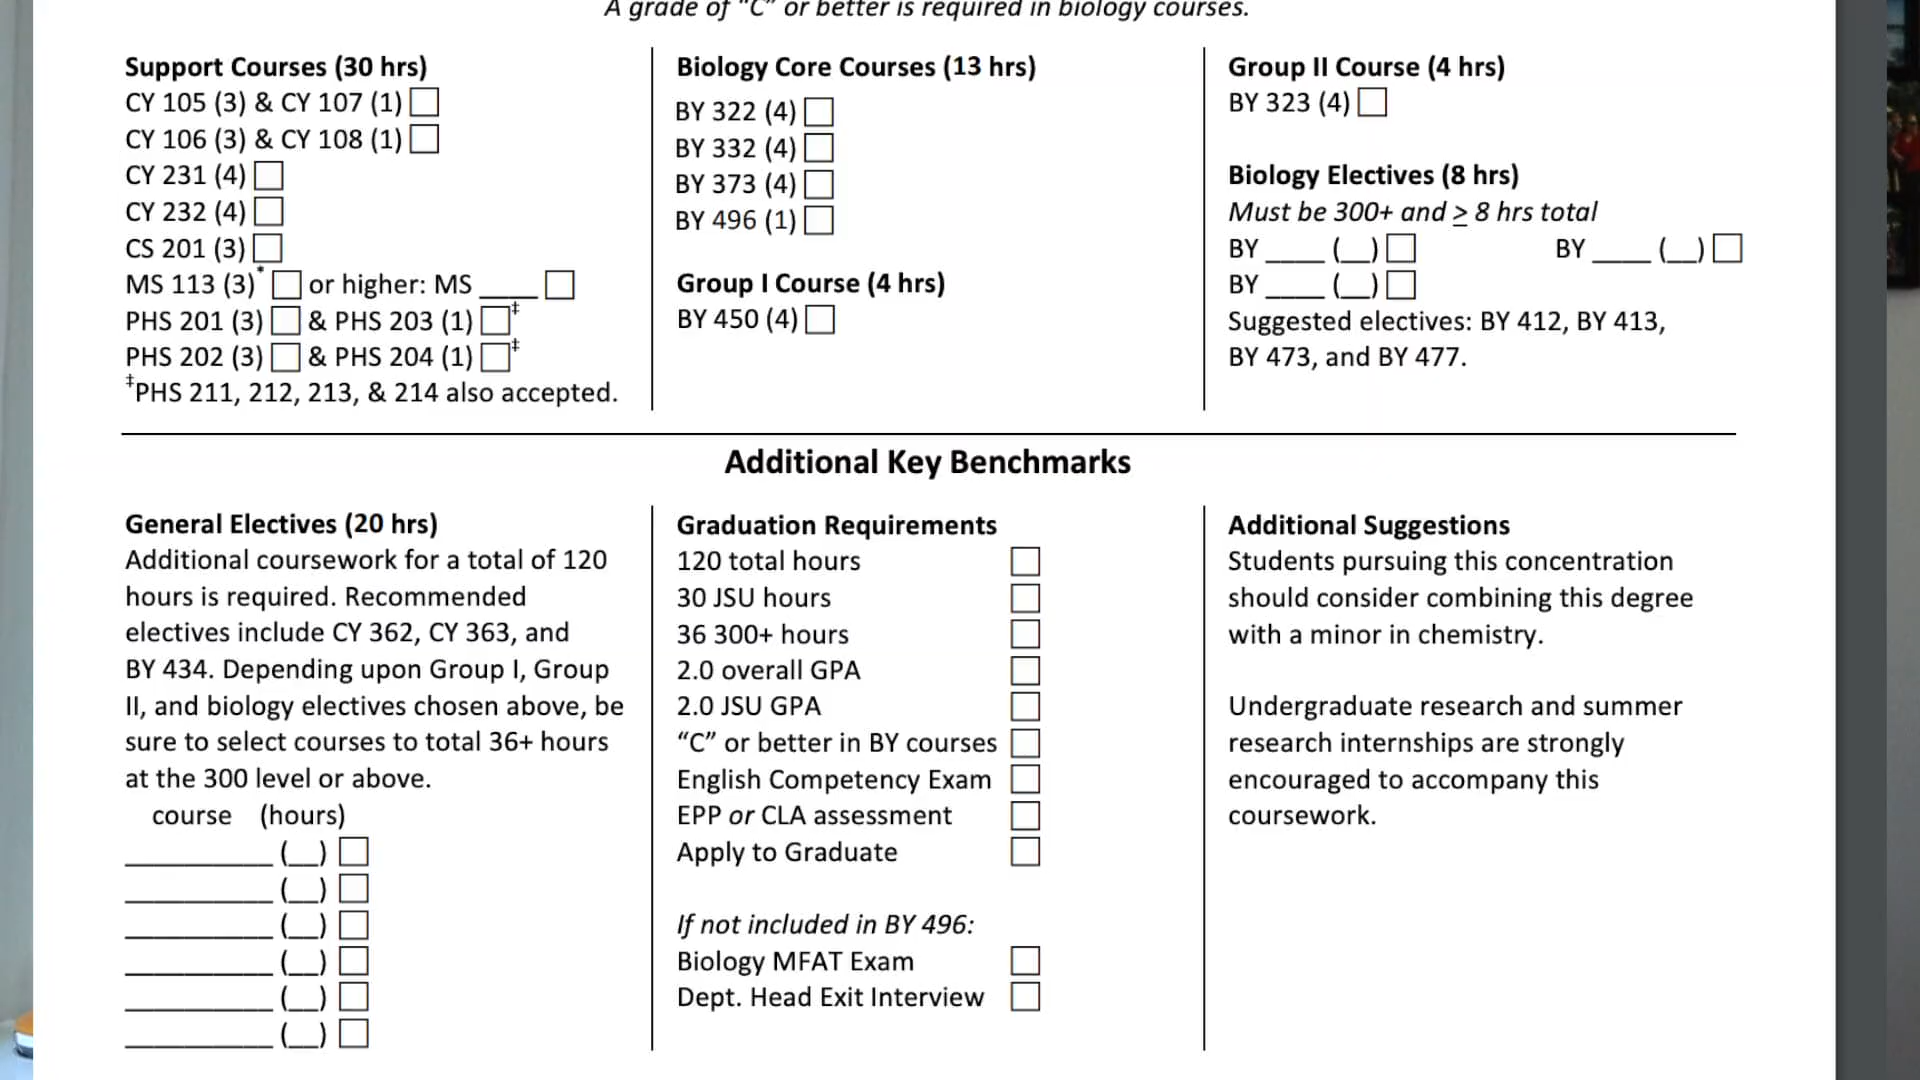 A grade of "C" or better is required in biology courses.
Support Courses (30 hrs)
CY 105 (3) & CY 107 (1)
CY 106 (3) & CY 108 (1)
CY 231 (4)
CY 232 (4)
CS 201 (3)
MS 113 (3)* or higher: MS ____
PHS 201 (3) & PHS 203 (1) ‡
PHS 202 (3) & PHS 204 (1) ‡
‡PHS 211, 212, 213, & 214 also accepted.
Biology Core Courses (13 hrs)
BY 322 (4)
BY 332 (4)
BY 373 (4)
BY 496 (1)
Group I Course (4 hrs)
BY 450 (4)
Group II Course (4 hrs)
BY 323 (4)
Biology Electives (8 hrs)
Must be 300+ and ≥ 8 hrs total
BY ____ (__) BY ____ (__)
BY ____ (__)
Suggested electives: BY 412, BY 413,
BY 473, and BY 477.
Additional Key Benchmarks
General Electives (20 hrs)
Additional coursework for a total of 120
hours is required. Recommended
electives include CY 362, CY 363, and
BY 434. Depending upon Group I, Group
II, and biology electives chosen above, be
sure to select courses to total 36+ hours
at the 300 level or above.
course (hours)
__________ (__)
__________ (__)
__________ (__)
__________ (__)
__________ (__)
__________ (__)
Graduation Requirements
120 total hours
30 JSU hours
36 300+ hours
2.0 overall GPA
2.0 JSU GPA
"C" or better in BY courses
English Competency Exam
EPP or CLA assessment
Apply to Graduate
If not included in BY 496:
Biology MFAT Exam
Dept. Head Exit Interview
Additional Suggestions
Students pursuing this concentration
should consider combining this degree
with a minor in chemistry.
Undergraduate research and summer
research internships are strongly
encouraged to accompany this
coursework.